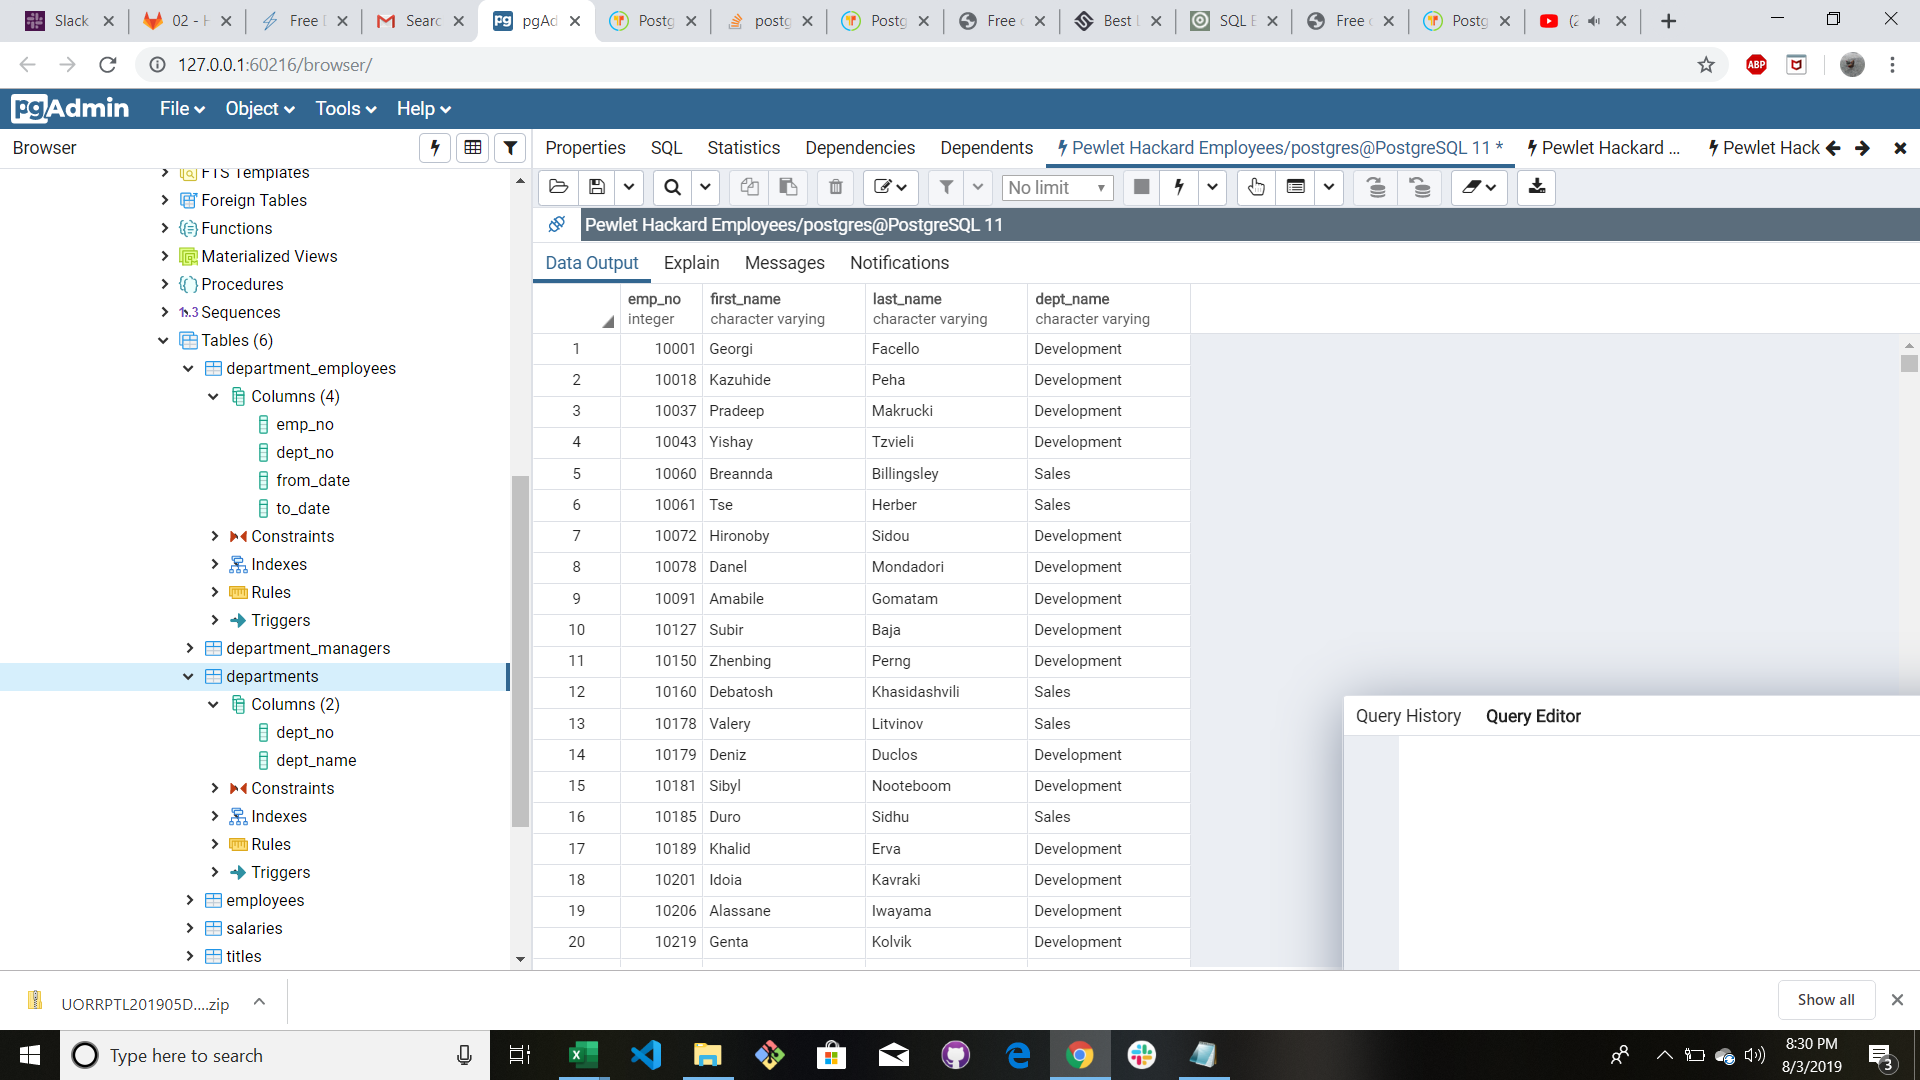 Slack
02 - H
Free D
Searc
pgAd
Postg
postg
Postg
Free c
Best L
SQL E
Free c
Postg
(2
127.0.0.1:60216/browser/
ABP
pgAdmin
File
Object
Tools
Help
Browser
Properties
SQL
Statistics
Dependencies
Dependents
Pewlet Hackard Employees/postgres@PostgreSQL 11 *
Pewlet Hackard ...
Pewlet Hack
No limit
Pewlet Hackard Employees/postgres@PostgreSQL 11
Data Output
Explain
Messages
Notifications
FTS Templates
Foreign Tables
Functions
Materialized Views
Procedures
1..3 Sequences
Tables (6)
department_employees
Columns (4)
emp_no
dept_no
from_date
to_date
Constraints
Indexes
Rules
Triggers
department_managers
departments
Columns (2)
dept_no
dept_name
Constraints
Indexes
Rules
Triggers
employees
salaries
titles
emp_no first_name last_name dept_name
integer character varying character varying character varying
1 10001 Georgi Facello Development
2 10018 Kazuhide Peha Development
3 10037 Pradeep Makrucki Development
4 10043 Yishay Tzvieli Development
5 10060 Breannda Billingsley Sales
6 10061 Tse Herber Sales
7 10072 Hironoby Sidou Development
8 10078 Danel Mondadori Development
9 10091 Amabile Gomatam Development
10 10127 Subir Baja Development
11 10150 Zhenbing Perng Development
12 10160 Debatosh Khasidashvili Sales
13 10178 Valery Litvinov Sales
14 10179 Deniz Duclos Development
15 10181 Sibyl Nooteboom Development
16 10185 Duro Sidhu Sales
17 10189 Khalid Erva Development
18 10201 Idoia Kavraki Development
19 10206 Alassane Iwayama Development
20 10219 Genta Kolvik Development
Query History
Query Editor
UORRPTL201905D....zip
Show all
Type here to search
8:30 PM
8/3/2019
3